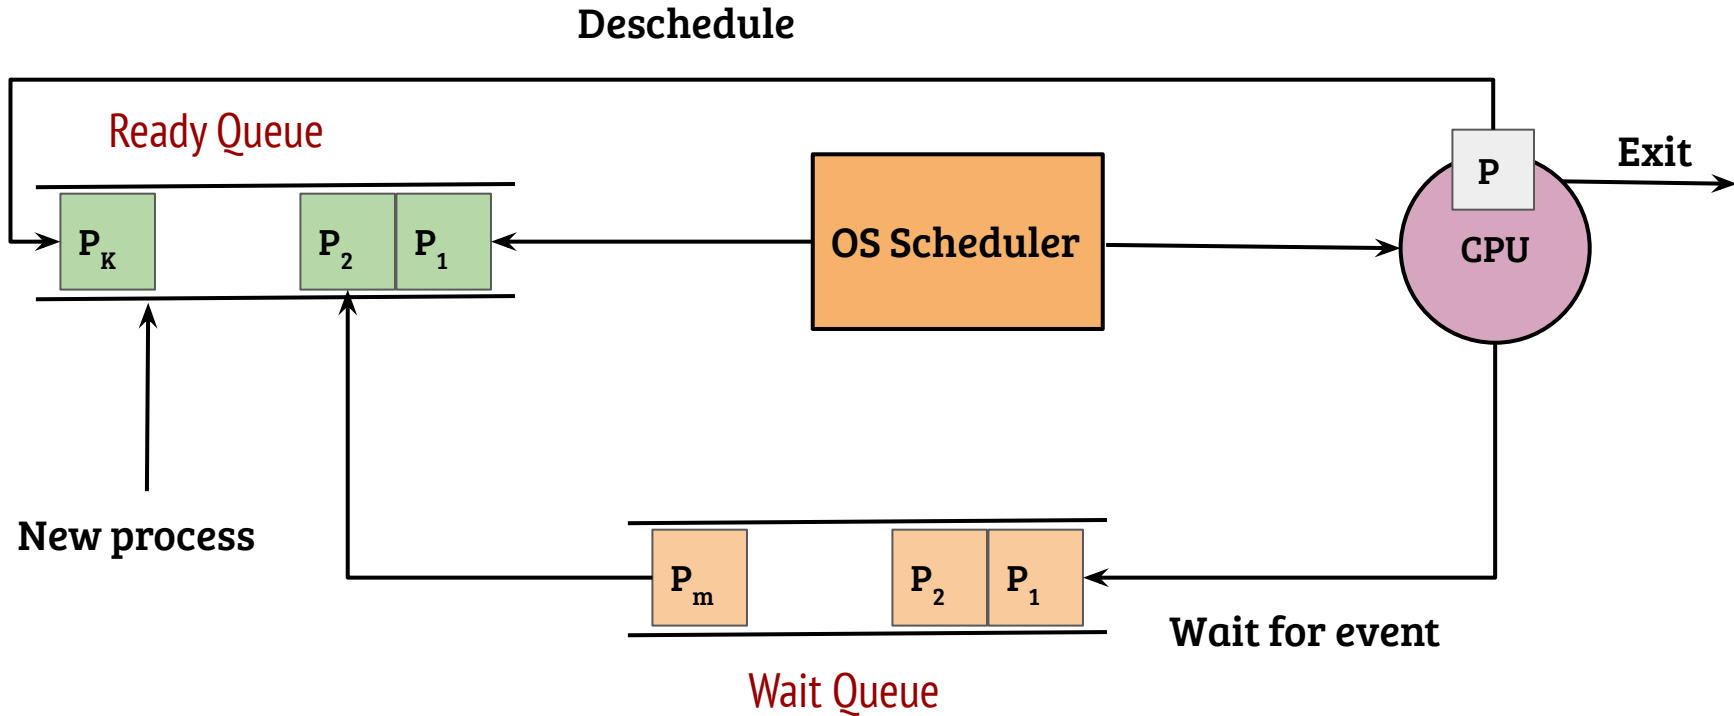 Deschedule
Ready Queue
P
Exit
PK
P2
P1
OS Scheduler
CPU
New process
Pm
P2
P1
Wait for event
Wait Queue